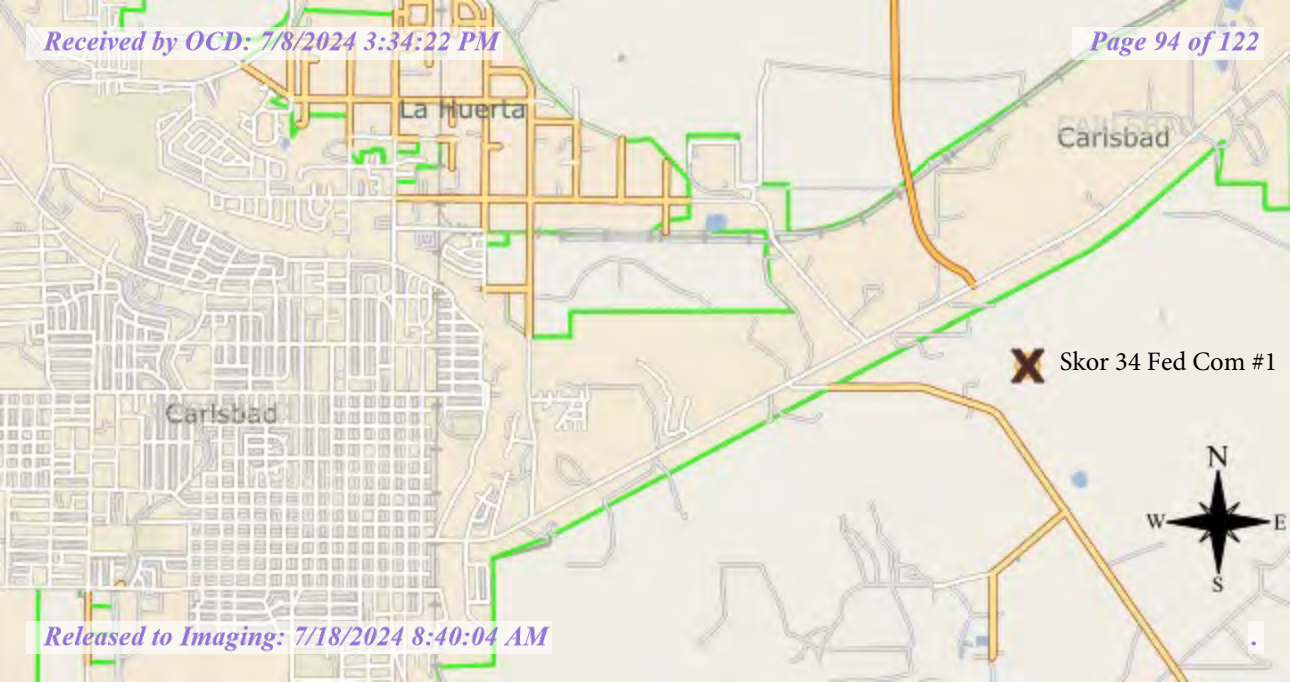 Received by OCD: 7/8/2024 3:34:22 PM
Page 94 of 122
La Huerta
Carlsbad
Skor 34 Fed Com #1
Carlsbad
N
W
E
S
Released to Imaging: 7/18/2024 8:40:04 AM
.